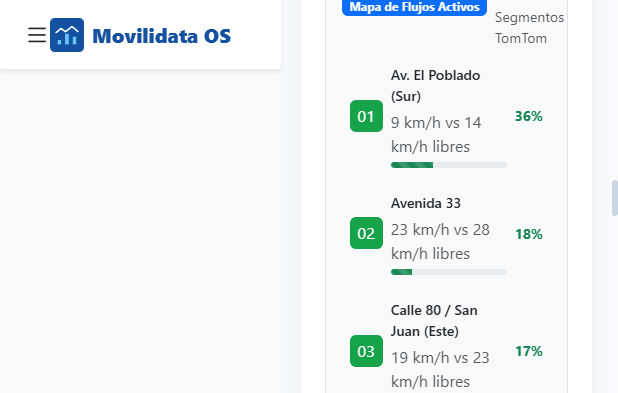 Movilidata OS
Mapa de Flujos Activos
Segmentos
TomTom
01
Av. El Poblado
(Sur)
9 km/h vs 14
km/h libres
36%
02
Avenida 33
23 km/h vs 28
km/h libres
18%
03
Calle 80 / San
Juan (Este)
19 km/h vs 23
km/h libres
17%